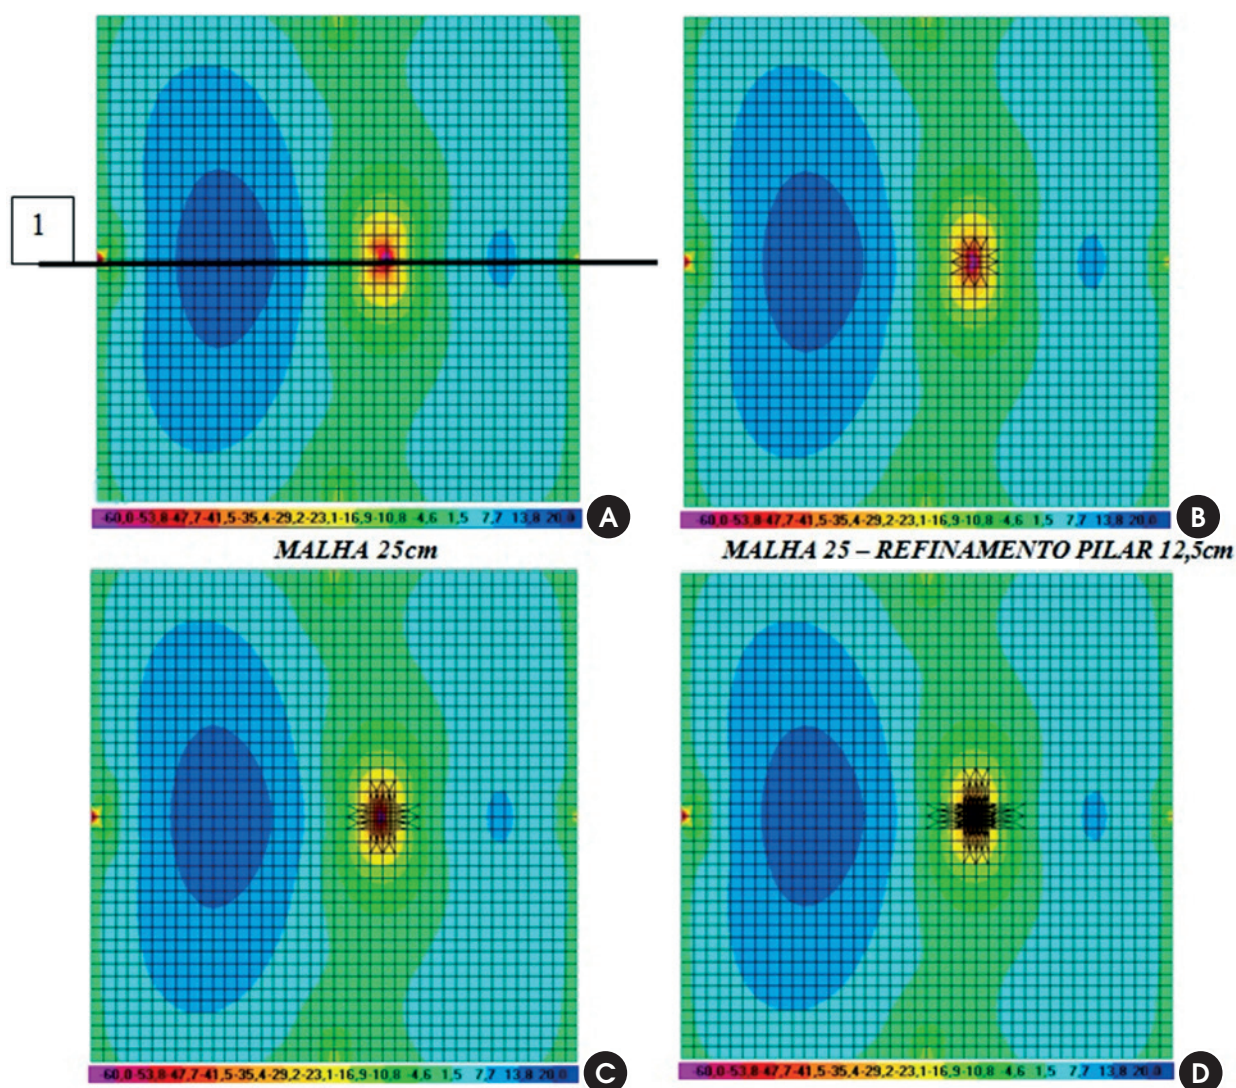 1
-60,0-53,8-47,7-41,5-35,4-29,2-23,1-16,9-10,8 -4,6 1,5 7,7 13,8 20,0
A
-60,0-53,8-47,7-41,5-35,4-29,2-23,1-16,9-10,8 -4,6 1,5 7,7 13,8 20,0
B
MALHA 25cm
MALHA 25 – REFINAMENTO PILAR 12,5cm
-60,0-53,8-47,7-41,5-35,4-29,2-23,1-16,9-10,8 -4,6 1,5 7,7 13,8 20,0
C
-60,0-53,8-47,7-41,5-35,4-29,2-23,1-16,9-10,8 -4,6 1,5 7,7 13,8 20,0
D